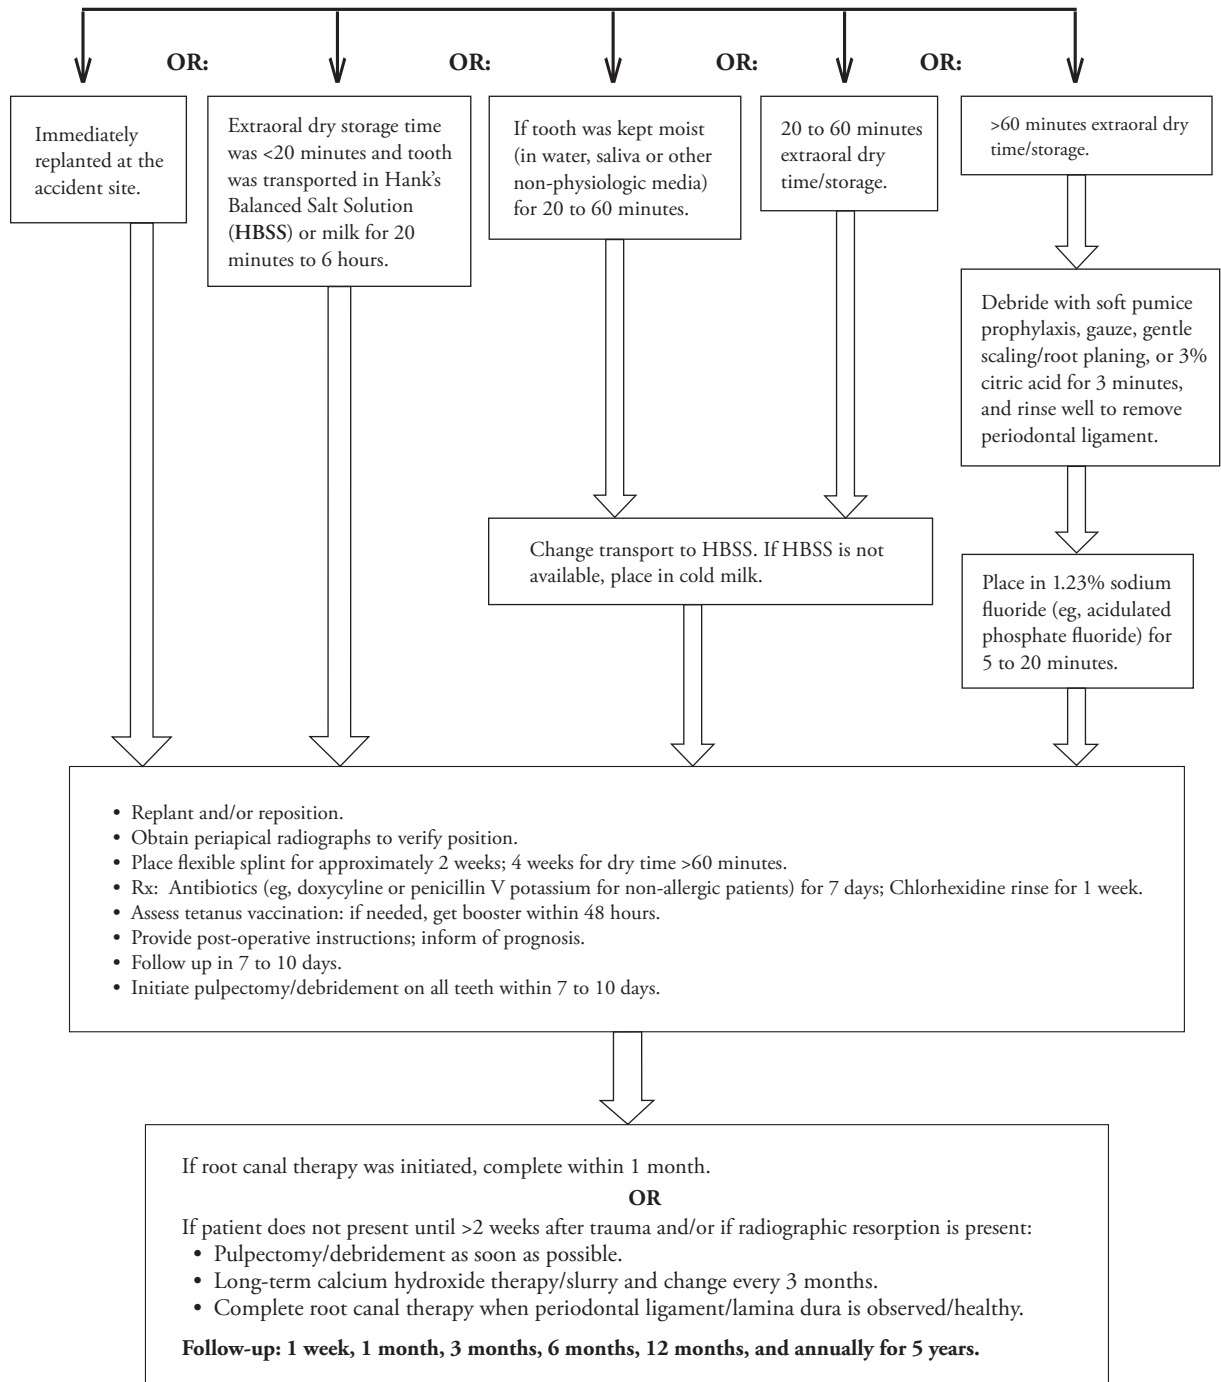 OR:
OR:
OR:
OR:
Immediately
replanted at the
accident site.
Extraoral dry storage time
was <20 minutes and tooth
was transported in Hank's
Balanced Salt Solution
(HBSS) or milk for 20
minutes to 6 hours.
If tooth was kept moist
(in water, saliva or other
non-physiologic media)
for 20 to 60 minutes.
20 to 60 minutes
extraoral dry
time/storage.
>60 minutes extraoral dry
time/storage.
Debride with soft pumice
prophylaxis, gauze, gentle
scaling/root planing, or 3%
citric acid for 3 minutes,
and rinse well to remove
periodontal ligament.
Change transport to HBSS. If HBSS is not
available, place in cold milk.
Place in 1.23% sodium
fluoride (eg, acidulated
phosphate fluoride) for
5 to 20 minutes.
• Replant and/or reposition.
• Obtain periapical radiographs to verify position.
• Place flexible splint for approximately 2 weeks; 4 weeks for dry time >60 minutes.
• Rx: Antibiotics (eg, doxycyline or penicillin V potassium for non-allergic patients) for 7 days; Chlorhexidine rinse for 1 week.
• Assess tetanus vaccination: if needed, get booster within 48 hours.
• Provide post-operative instructions; inform of prognosis.
• Follow up in 7 to 10 days.
• Initiate pulpectomy/debridement on all teeth within 7 to 10 days.
If root canal therapy was initiated, complete within 1 month.
OR
If patient does not present until >2 weeks after trauma and/or if radiographic resorption is present:
• Pulpectomy/debridement as soon as possible.
• Long-term calcium hydroxide therapy/slurry and change every 3 months.
• Complete root canal therapy when periodontal ligament/lamina dura is observed/healthy.
Follow-up: 1 week, 1 month, 3 months, 6 months, 12 months, and annually for 5 years.